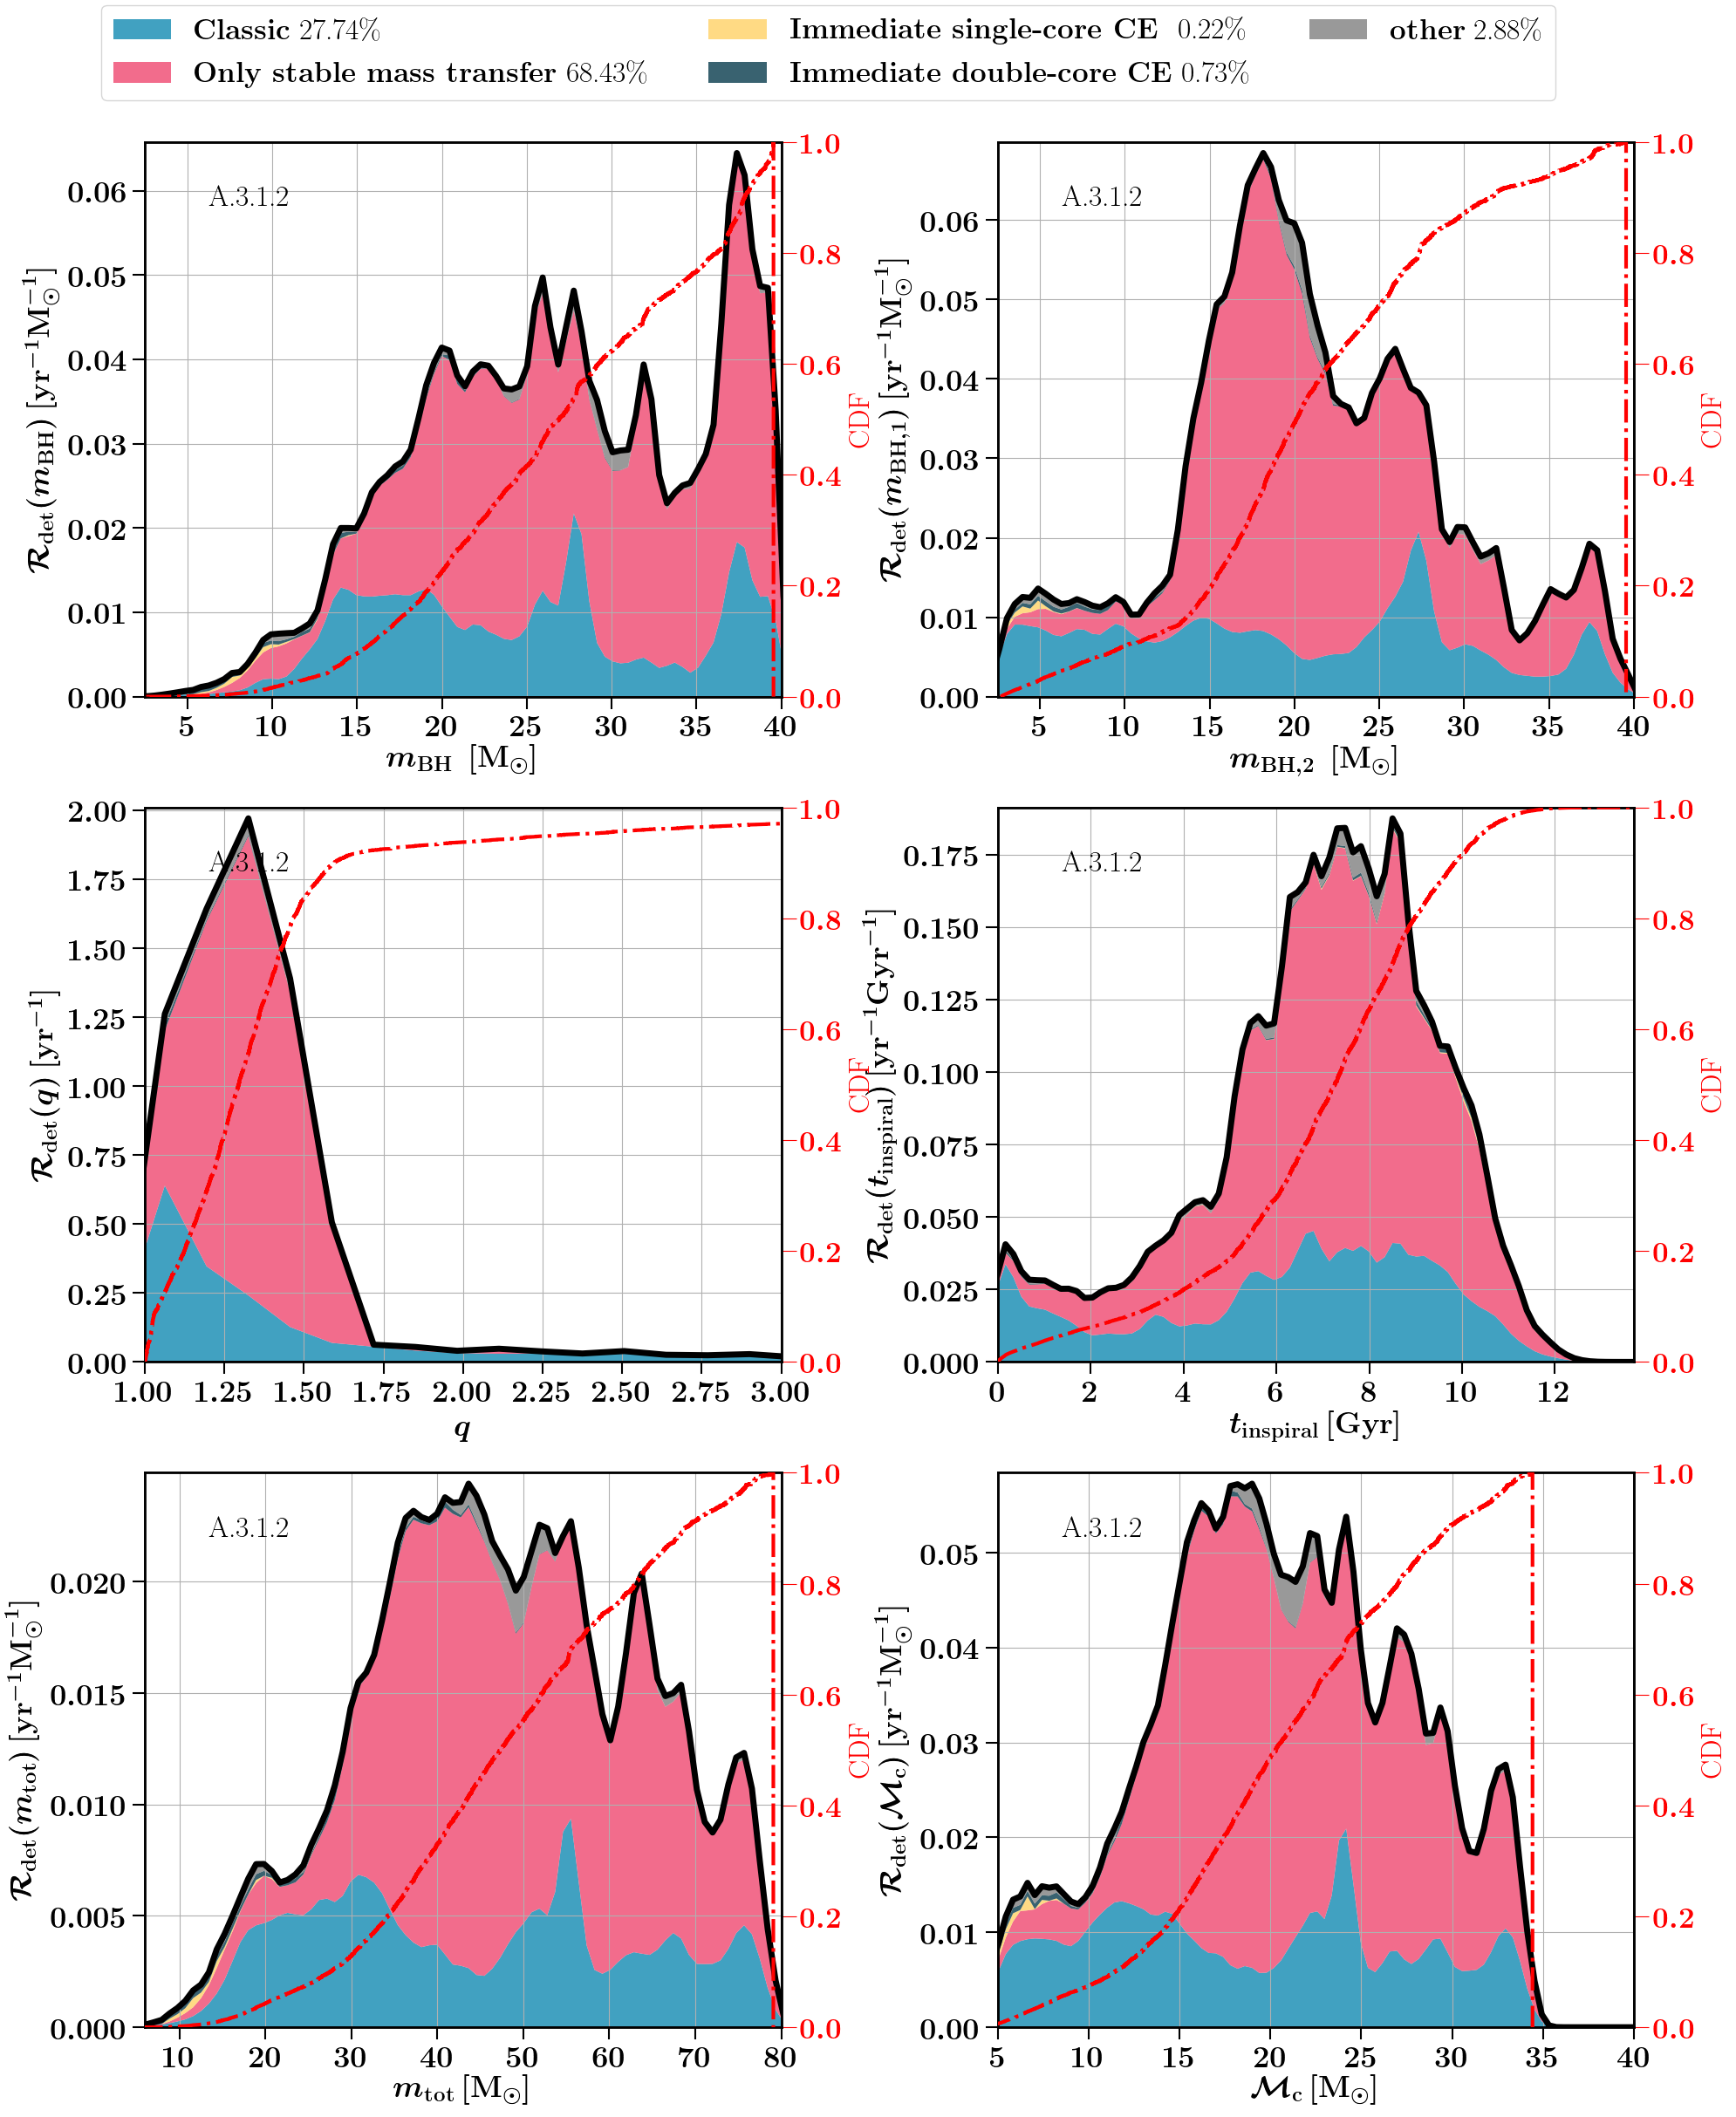 Classic 27.74%
Only stable mass transfer 68.43%
Immediate single-core CE 0.22%
Immediate double-core CE 0.73%
other 2.88%
A.3.1.2
0.00 0.01 0.02 0.03 0.04 0.05 0.06
5 10 15 20 25 30 35 40
0.0 0.2 0.4 0.6 0.8 1.0
CDF
ℛ_det(m_BH) [yr⁻¹M⊙⁻¹]
m_BH [M⊙]
A.3.1.2
0.00 0.01 0.02 0.03 0.04 0.05 0.06
5 10 15 20 25 30 35 40
0.0 0.2 0.4 0.6 0.8 1.0
CDF
ℛ_det(m_BH,1) [yr⁻¹M⊙⁻¹]
m_BH,2 [M⊙]
A.3.1.2
0.00 0.25 0.50 0.75 1.00 1.25 1.50 1.75 2.00
1.00 1.25 1.50 1.75 2.00 2.25 2.50 2.75 3.00
0.0 0.2 0.4 0.6 0.8 1.0
CDF
ℛ_det(q) [yr⁻¹]
q
A.3.1.2
0.000 0.025 0.050 0.075 0.100 0.125 0.150 0.175
0 2 4 6 8 10 12
0.0 0.2 0.4 0.6 0.8 1.0
CDF
ℛ_det(t_inspiral) [yr⁻¹Gyr⁻¹]
t_inspiral [Gyr]
A.3.1.2
0.000 0.005 0.010 0.015 0.020
10 20 30 40 50 60 70 80
0.0 0.2 0.4 0.6 0.8 1.0
CDF
ℛ_det(m_tot) [yr⁻¹M⊙⁻¹]
m_tot [M⊙]
A.3.1.2
0.00 0.01 0.02 0.03 0.04 0.05
5 10 15 20 25 30 35 40
0.0 0.2 0.4 0.6 0.8 1.0
CDF
ℛ_det(ℳ_c) [yr⁻¹M⊙⁻¹]
ℳ_c [M⊙]